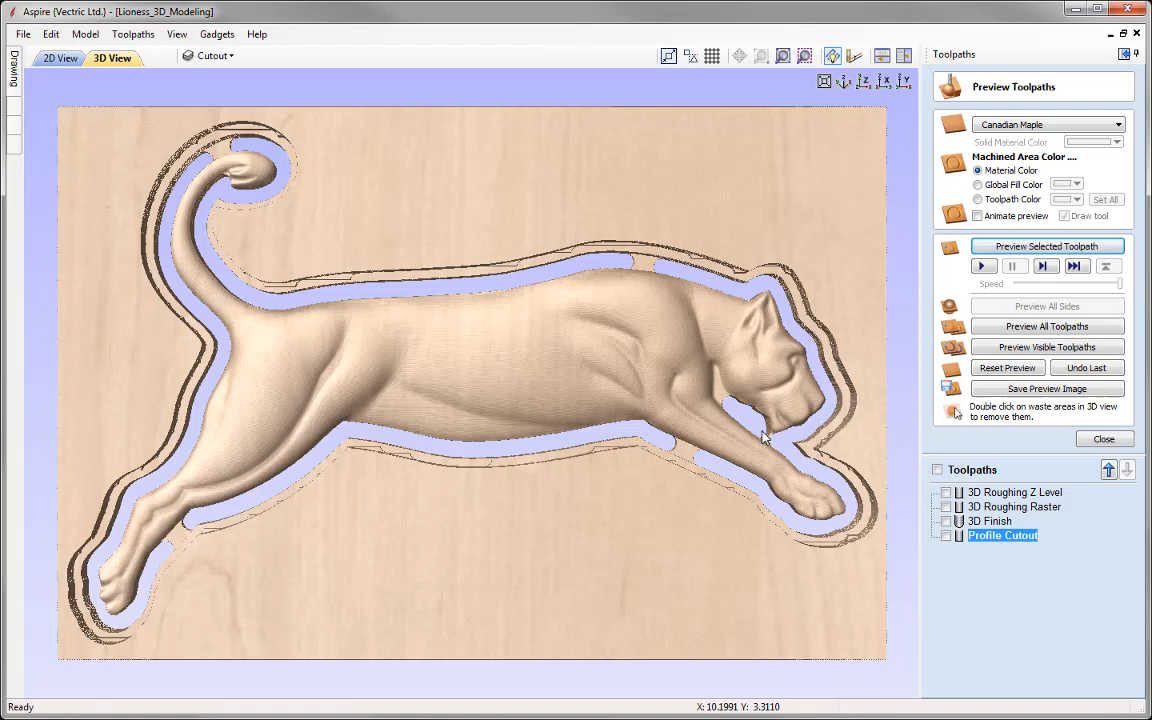 Aspire {Vectric Ltd.} - [Lioness_3D_Modeling]
File Edit Model Toolpaths View Gadgets Help
Drawing
2D View 3D View Cutout
Z X Y
Toolpaths
Preview Toolpaths
Canadian Maple
Solid Material Color
Machined Area Color ....
Material Color
Global Fill Color
Toolpath Color Set All
Animate preview Draw tool
Preview Selected Toolpath
Speed
Preview All Sides
Preview All Toolpaths
Preview Visible Toolpaths
Reset Preview Undo Last
Save Preview Image
Double click on waste areas in 3D view
to remove them.
Close
Toolpaths
3D Roughing Z Level
3D Roughing Raster
3D Finish
Profile Cutout
Ready X: 10.1991 Y: 3.3110